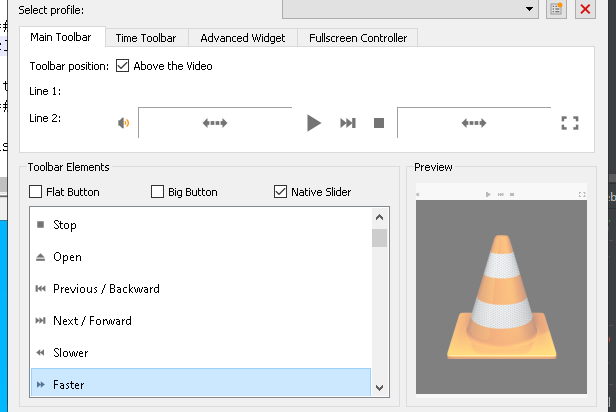 Select profile:
Main Toolbar Time Toolbar Advanced Widget Fullscreen Controller
Toolbar position: Above the Video
Line 1:
Line 2:
Toolbar Elements
Flat Button Big Button Native Slider
Stop
Open
Previous / Backward
Next / Forward
Slower
Faster
Preview